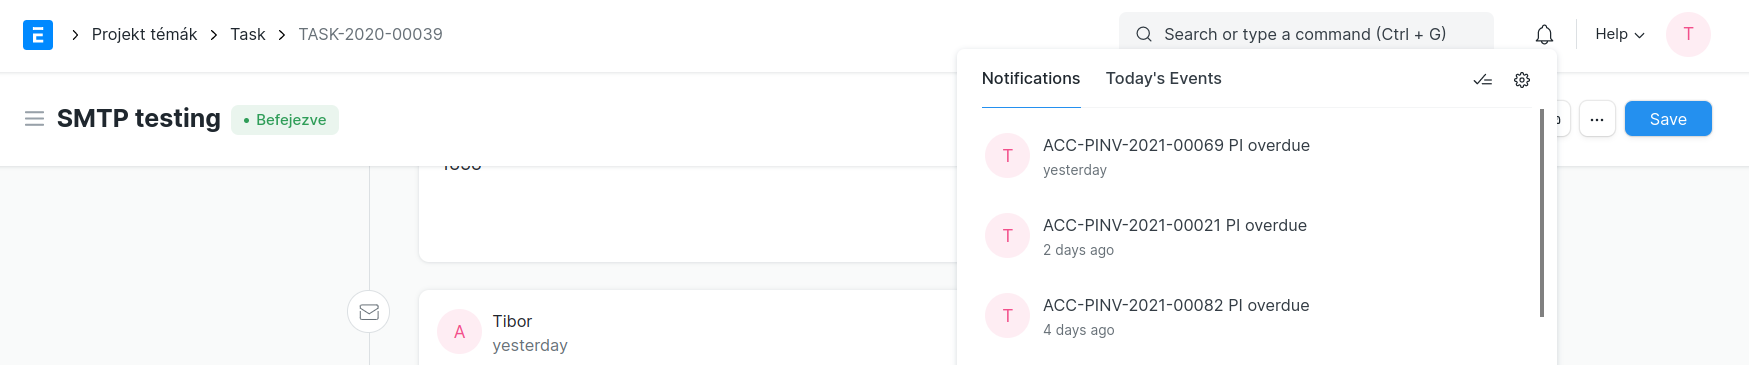 E
Projekt témák
Task
TASK-2020-00039
Search or type a command (Ctrl + G)
Help
T
SMTP testing
Befejezve
Notifications
Today's Events
Save
T
ACC-PINV-2021-00069 PI overdue
yesterday
T
ACC-PINV-2021-00021 PI overdue
2 days ago
T
ACC-PINV-2021-00082 PI overdue
4 days ago
A
Tibor
yesterday